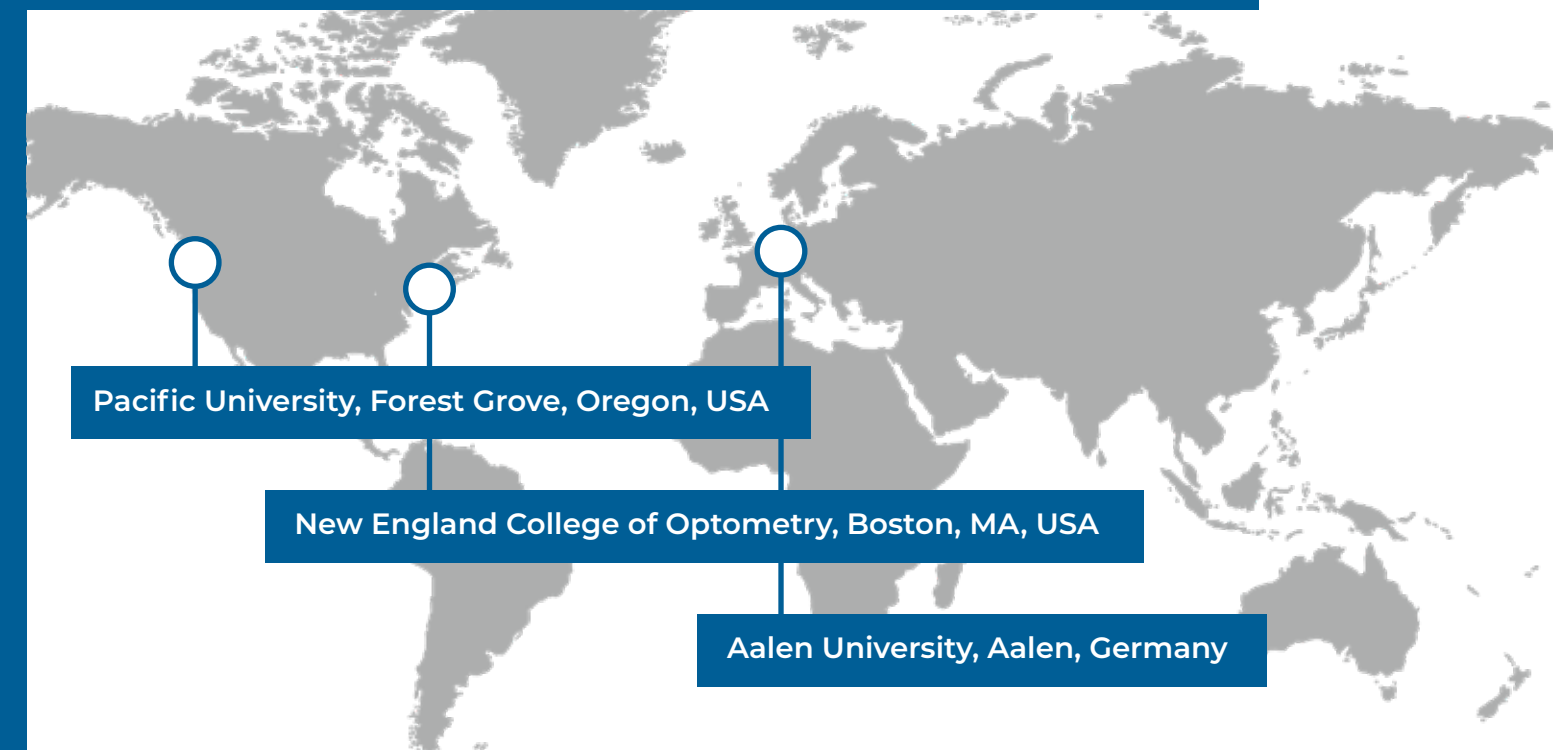 Pacific University, Forest Grove, Oregon, USA
New England College of Optometry, Boston, MA, USA
Aalen University, Aalen, Germany